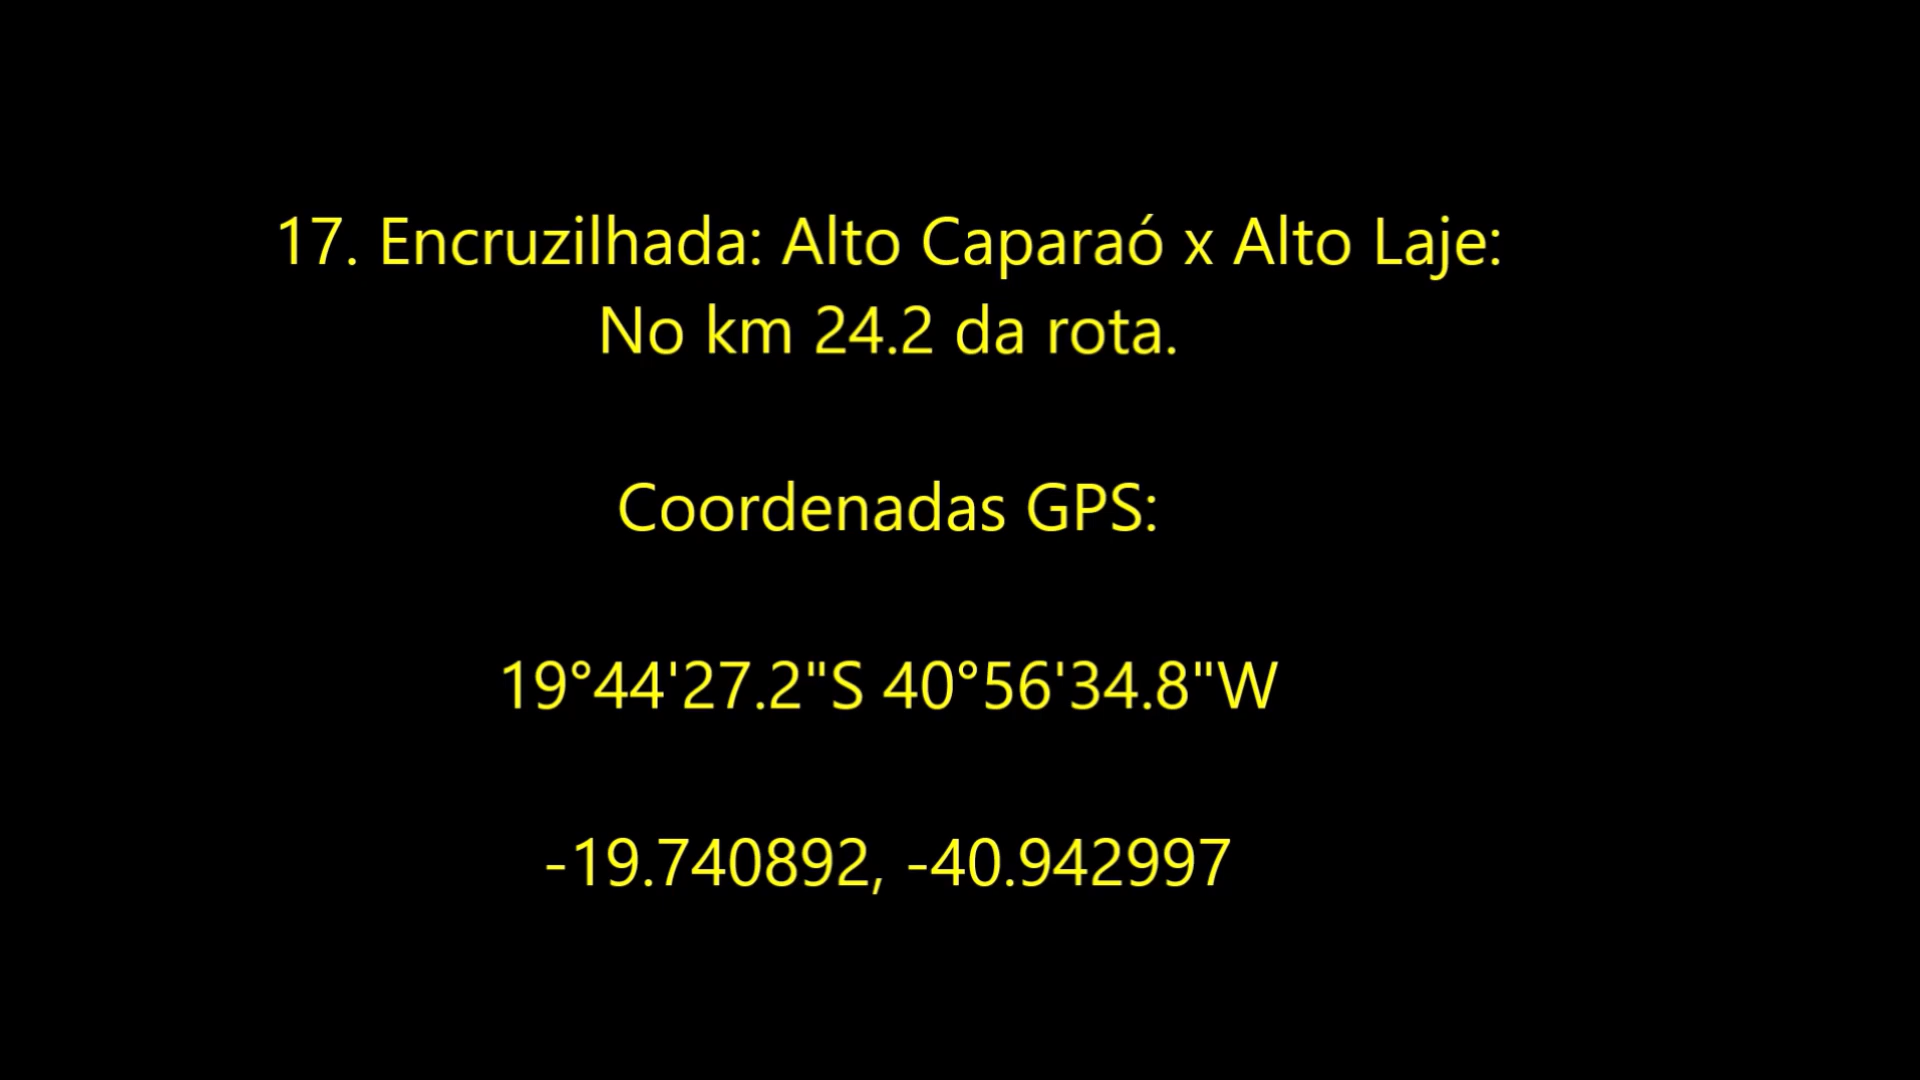 17. Encruzilhada: Alto Caparaó x Alto Laje:
No km 24.2 da rota.
Coordenadas GPS:
19°44'27.2"S 40°56'34.8"W
-19.740892, -40.942997